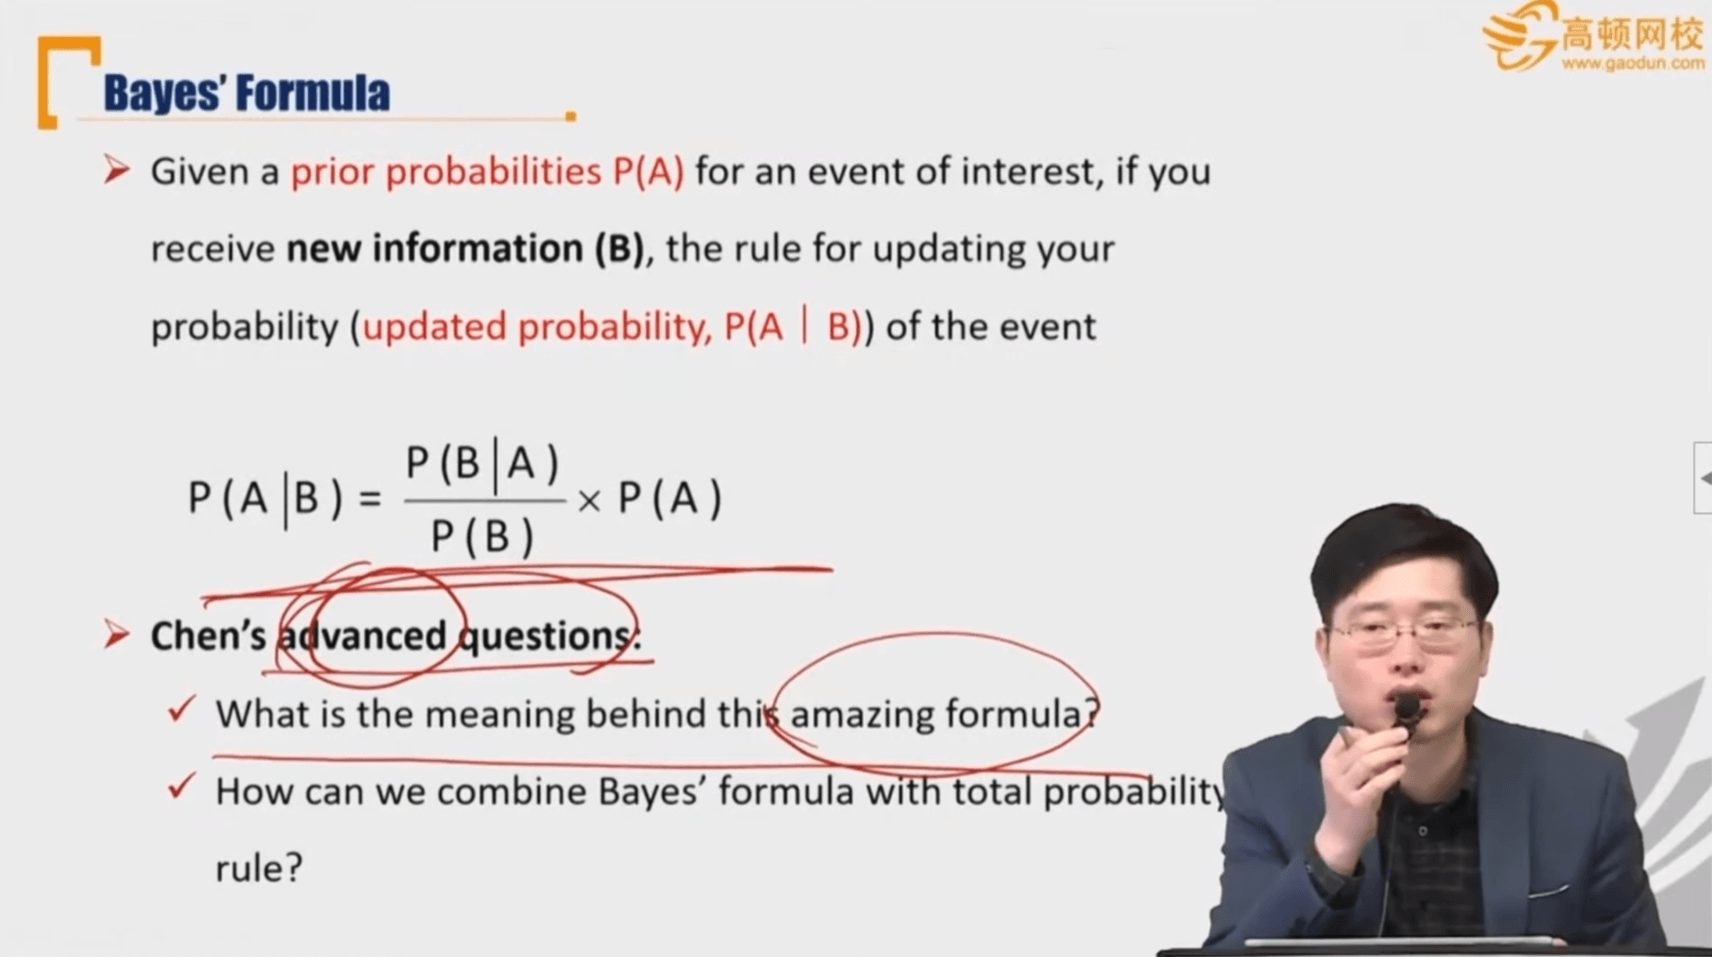 高顿网校
www.gaodun.com
Bayes' Formula
Given a prior probabilities P(A) for an event of interest, if you
receive new information (B), the rule for updating your
probability (updated probability, P(A | B)) of the event
P(A|B) = P(B|A) / P(B) × P(A)
Chen's advanced questions:
What is the meaning behind this amazing formula?
How can we combine Bayes' formula with total probability
rule?